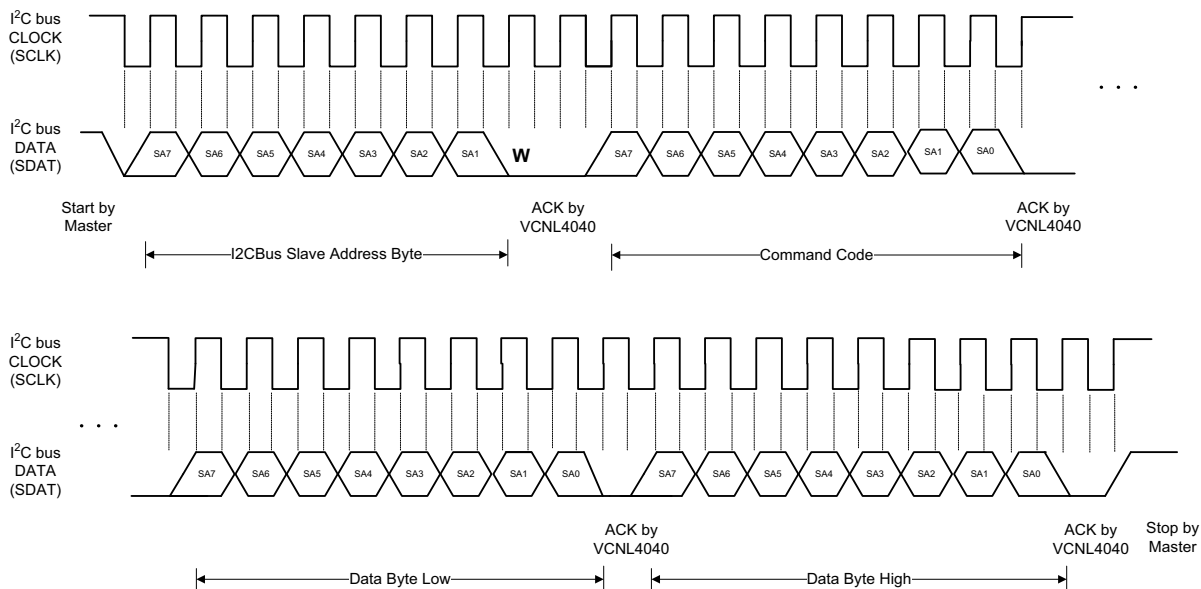 I²C bus
CLOCK
(SCLK)
. . .
I²C bus
DATA
(SDAT)
SA7 SA6 SA5 SA4 SA3 SA2 SA1 W SA7 SA6 SA5 SA4 SA3 SA2 SA1 SA0
Start by
Master
ACK by
VCNL4040
ACK by
VCNL4040
I2CBus Slave Address Byte
Command Code
I²C bus
CLOCK
(SCLK)
. . .
I²C bus
DATA
(SDAT)
SA7 SA6 SA5 SA4 SA3 SA2 SA1 SA0 SA7 SA6 SA5 SA4 SA3 SA2 SA1 SA0
ACK by
VCNL4040
ACK by
VCNL4040
Stop by
Master
Data Byte Low
Data Byte High